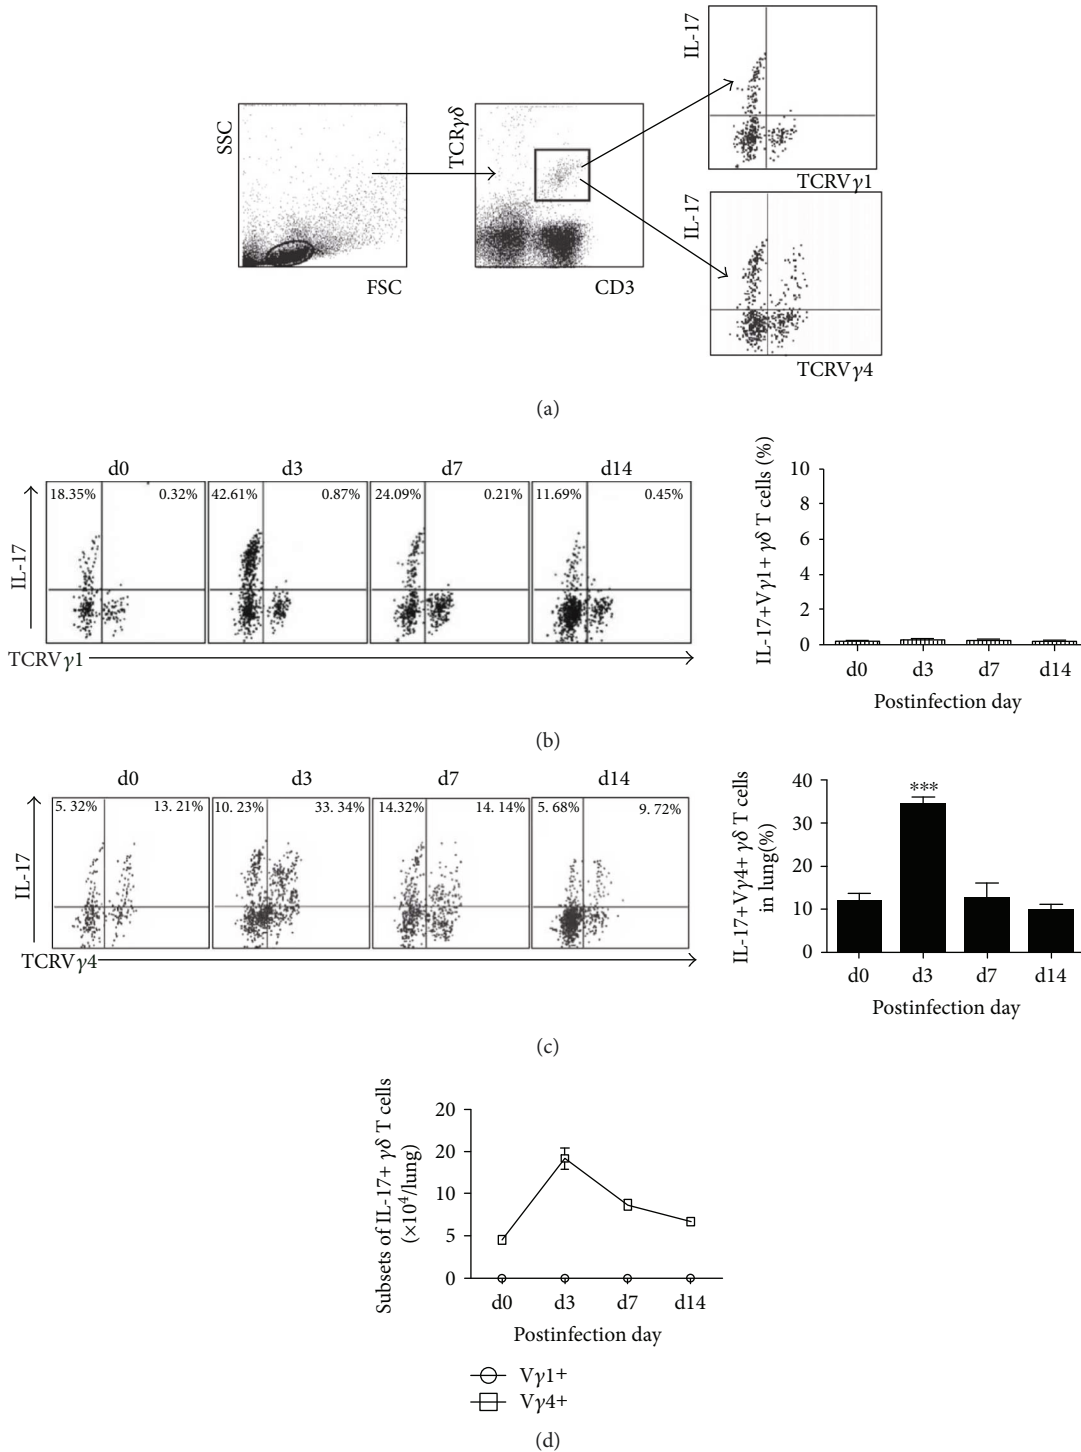 SSC
FSC
TCRγδ
CD3
IL-17
TCRVγ1
IL-17
TCRVγ4
(a)
d0 d3 d7 d14
18.35% 0.32% 42.61% 0.87% 24.09% 0.21% 11.69% 0.45%
IL-17
TCRVγ1
IL-17+Vγ1+ γδ T cells (%)
10
8
6
4
2
0
d0 d3 d7 d14
Postinfection day
(b)
d0 d3 d7 d14
5. 32% 13. 21% 10. 23% 33. 34% 14.32% 14. 14% 5. 68% 9. 72%
IL-17
TCRVγ4
IL-17+Vγ4+ γδ T cells
in lung(%)
40
30
20
10
0
***
d0 d3 d7 d14
Postinfection day
(c)
Subsets of IL-17+ γδ T cells
(×10⁴/lung)
20
20
10
5
0
d0 d3 d7 d14
Postinfection day
Vγ1+
Vγ4+
(d)